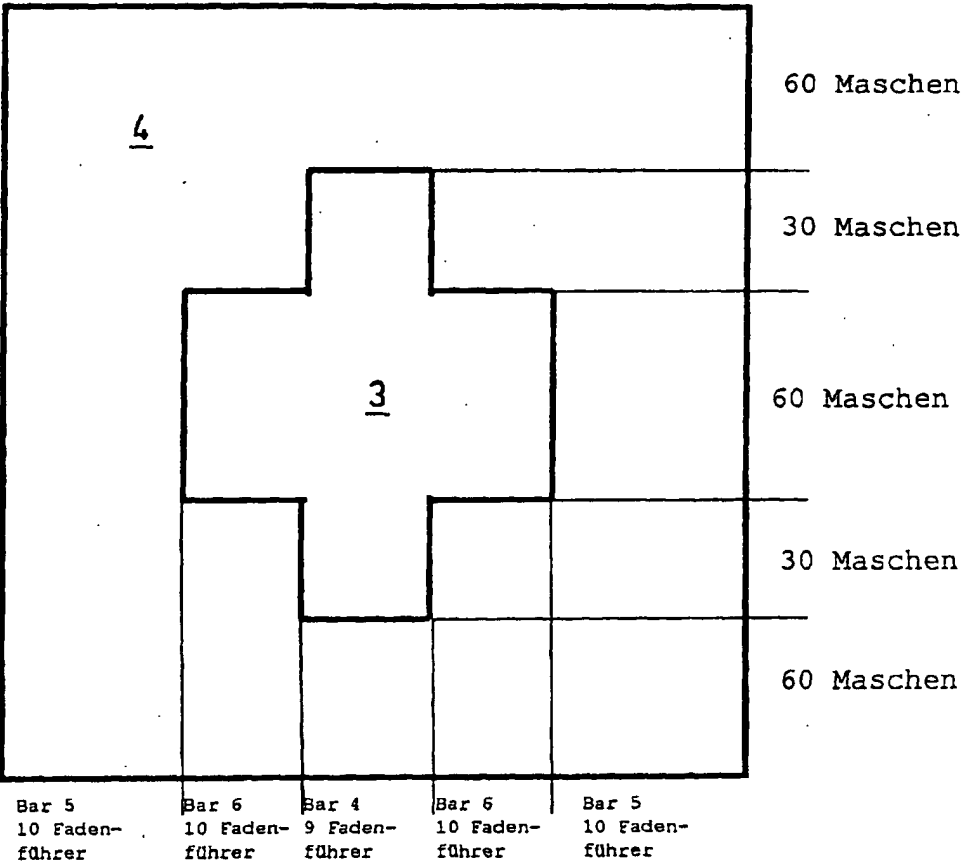 60 Maschen
4
30 Maschen
3
60 Maschen
30 Maschen
60 Maschen
Bar 5
10 Faden-
führer
Bar 6
10 Faden-
führer
Bar 4
9 Faden-
führer
Bar 6
10 Faden-
führer
Bar 5
10 Faden-
führer